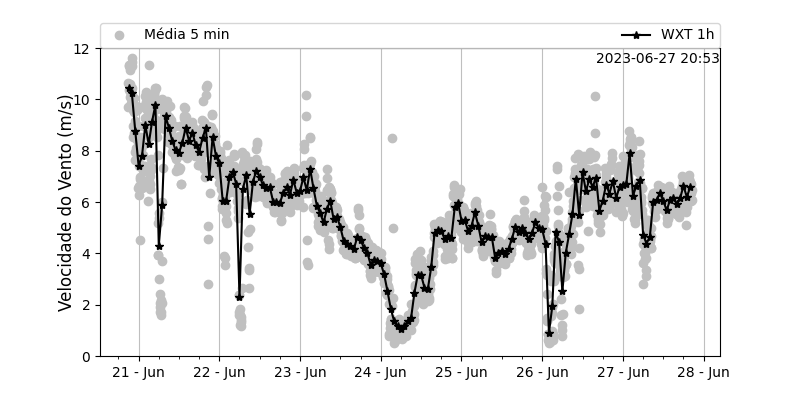 Média 5 min
WXT 1h
2023-06-27 20:53
Velocidade do Vento (m/s)
12
10
8
6
4
2
0
21 - Jun
22 - Jun
23 - Jun
24 - Jun
25 - Jun
26 - Jun
27 - Jun
28 - Jun